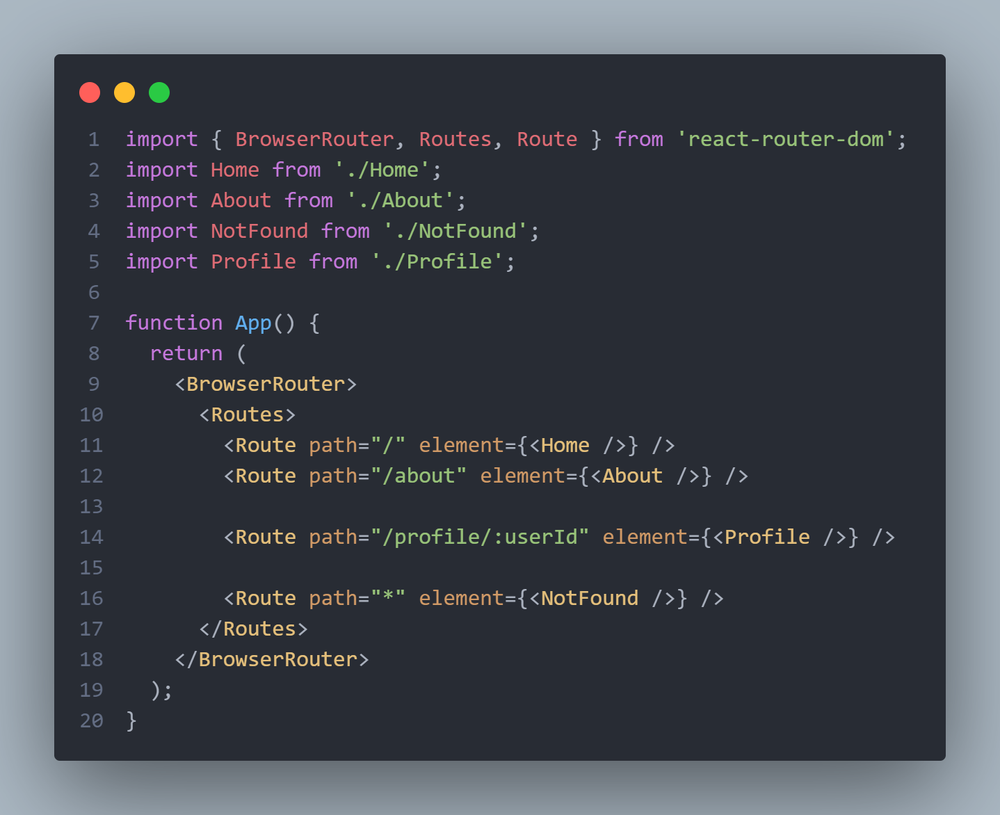 1 import { BrowserRouter, Routes, Route } from 'react-router-dom';
2 import Home from './Home';
3 import About from './About';
4 import NotFound from './NotFound';
5 import Profile from './Profile';
6
7 function App() {
8   return (
9     <BrowserRouter>
10       <Routes>
11         <Route path="/" element={<Home />} />
12         <Route path="/about" element={<About />} />
13
14         <Route path="/profile/:userId" element={<Profile />} />
15
16         <Route path="*" element={<NotFound />} />
17       </Routes>
18     </BrowserRouter>
19   );
20 }